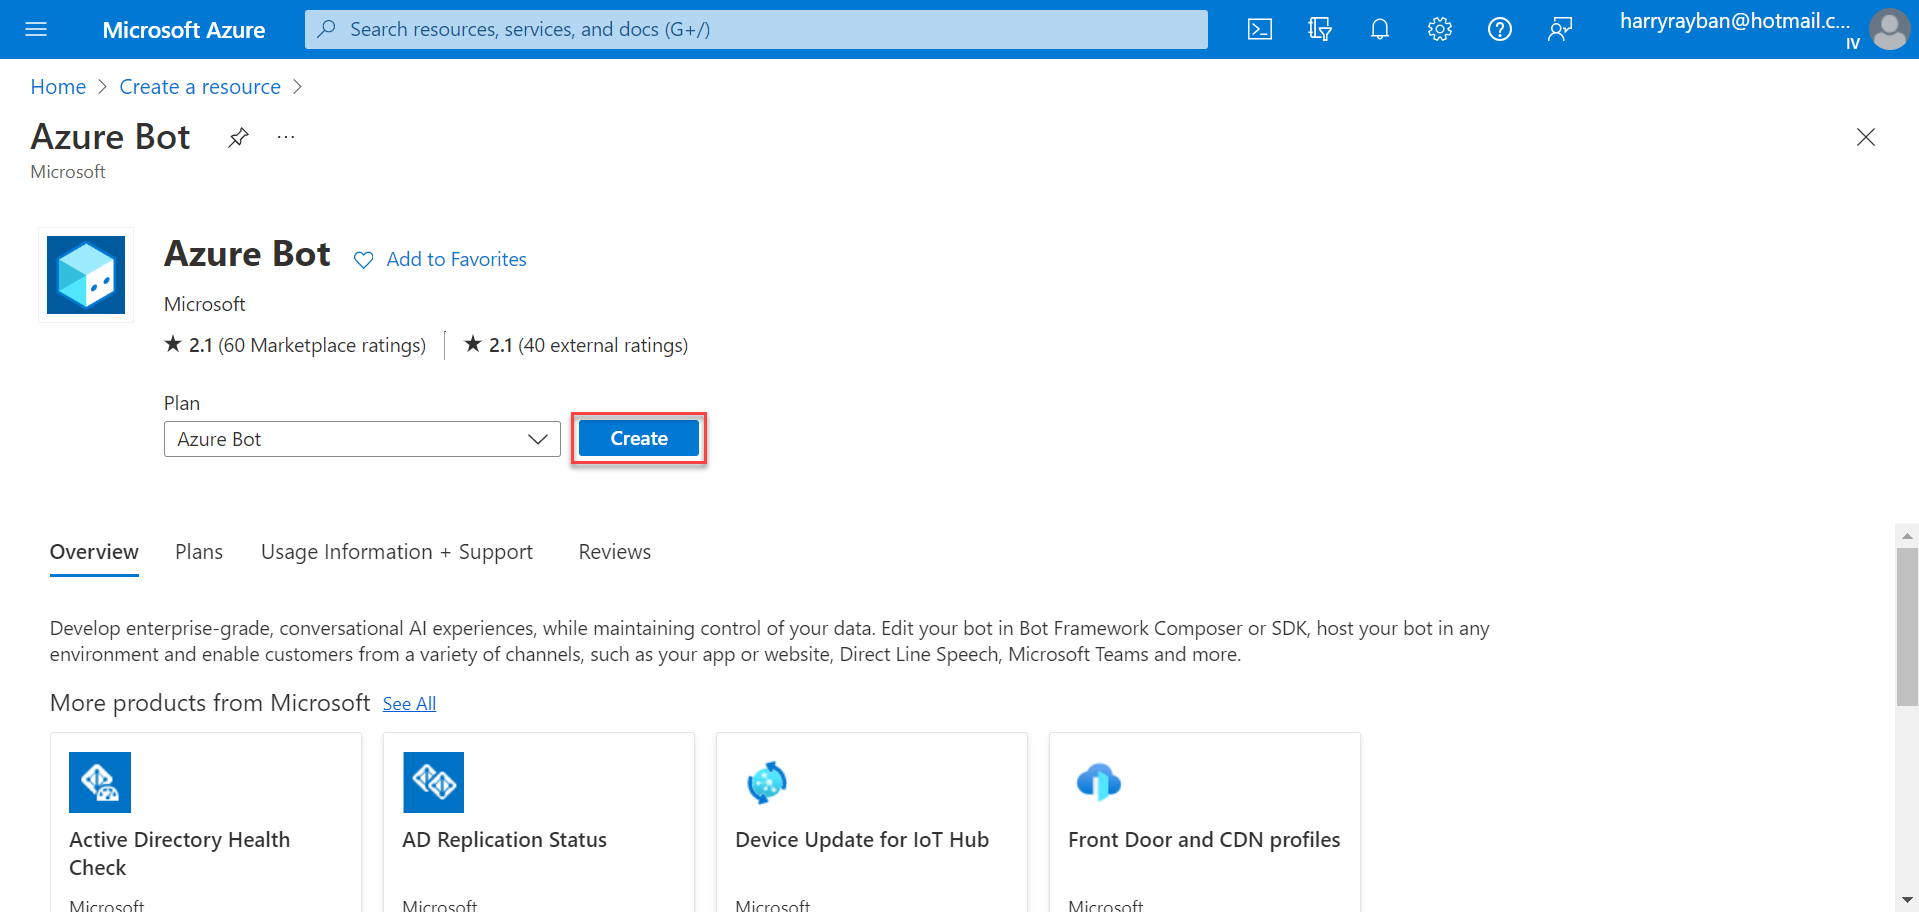 Microsoft Azure
Search resources, services, and docs (G+/)
harryrayban@hotmail.c...
IV
Home > Create a resource >
Azure Bot ...
Microsoft
Azure Bot
Add to Favorites
Microsoft
★ 2.1 (60 Marketplace ratings) | ★ 2.1 (40 external ratings)
Plan
Azure Bot
Create
Overview Plans Usage Information + Support Reviews
Develop enterprise-grade, conversational AI experiences, while maintaining control of your data. Edit your bot in Bot Framework Composer or SDK, host your bot in any
environment and enable customers from a variety of channels, such as your app or website, Direct Line Speech, Microsoft Teams and more.
More products from Microsoft See All
Active Directory Health
Check
Microsoft
AD Replication Status
Microsoft
Device Update for IoT Hub
Microsoft
Front Door and CDN profiles
Microsoft